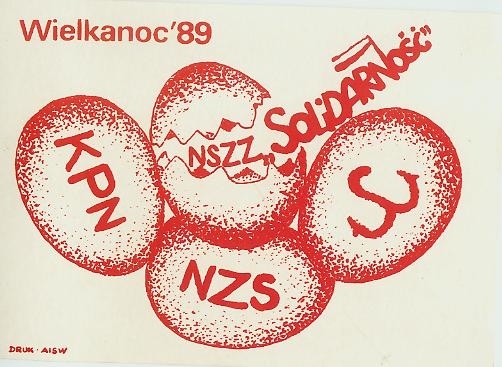 Wielkanoc'89
NSZZ „SOLIDARNOŚĆ"
KPN
NZS
DRUK · AISW